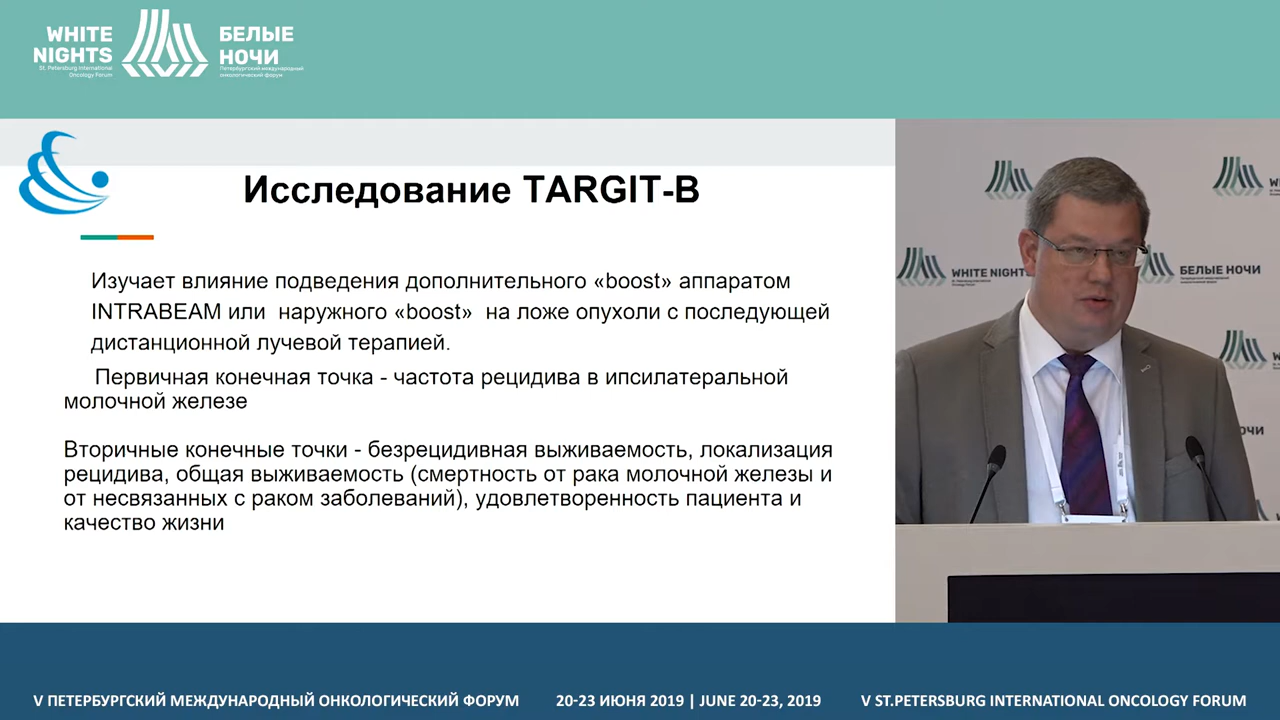 WHITE
NIGHTS
St. Petersburg International
Oncology Forum
БЕЛЫЕ
НОЧИ
Петербургский международный
онкологический форум
Исследование TARGIT-B
Изучает влияние подведения дополнительного «boost» аппаратом
INTRABEAM или наружного «boost» на ложе опухоли с последующей
дистанционной лучевой терапией.
Первичная конечная точка - частота рецидива в ипсилатеральной
молочной железе
Вторичные конечные точки - безрецидивная выживаемость, локализация
рецидива, общая выживаемость (смертность от рака молочной железы и
от несвязанных с раком заболеваний), удовлетворенность пациента и
качество жизни
WHITE NIGHTS
БЕЛЫЕ НОЧИ
V ПЕТЕРБУРГСКИЙ МЕЖДУНАРОДНЫЙ ОНКОЛОГИЧЕСКИЙ ФОРУМ
20-23 ИЮНЯ 2019 | JUNE 20-23, 2019
V ST.PETERSBURG INTERNATIONAL ONCOLOGY FORUM